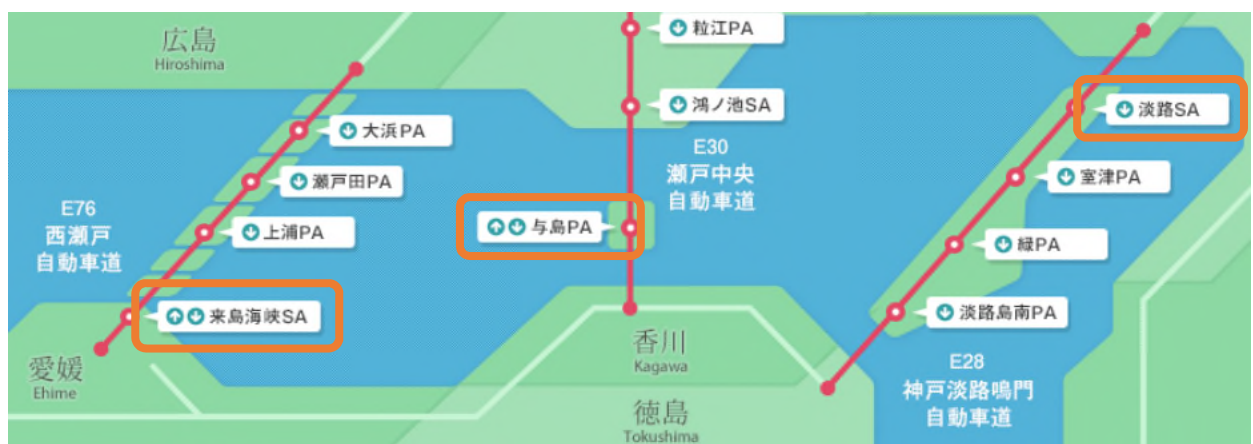 広島
Hiroshima
大浜PA
瀬戸田PA
上浦PA
来島海峡SA
E76
西瀬戸
自動車道
愛媛
Ehime
粒江PA
鴻ノ池SA
E30
瀬戸中央
自動車道
与島PA
香川
Kagawa
徳島
Tokushima
淡路SA
室津PA
緑PA
淡路島南PA
E28
神戸淡路鳴門
自動車道